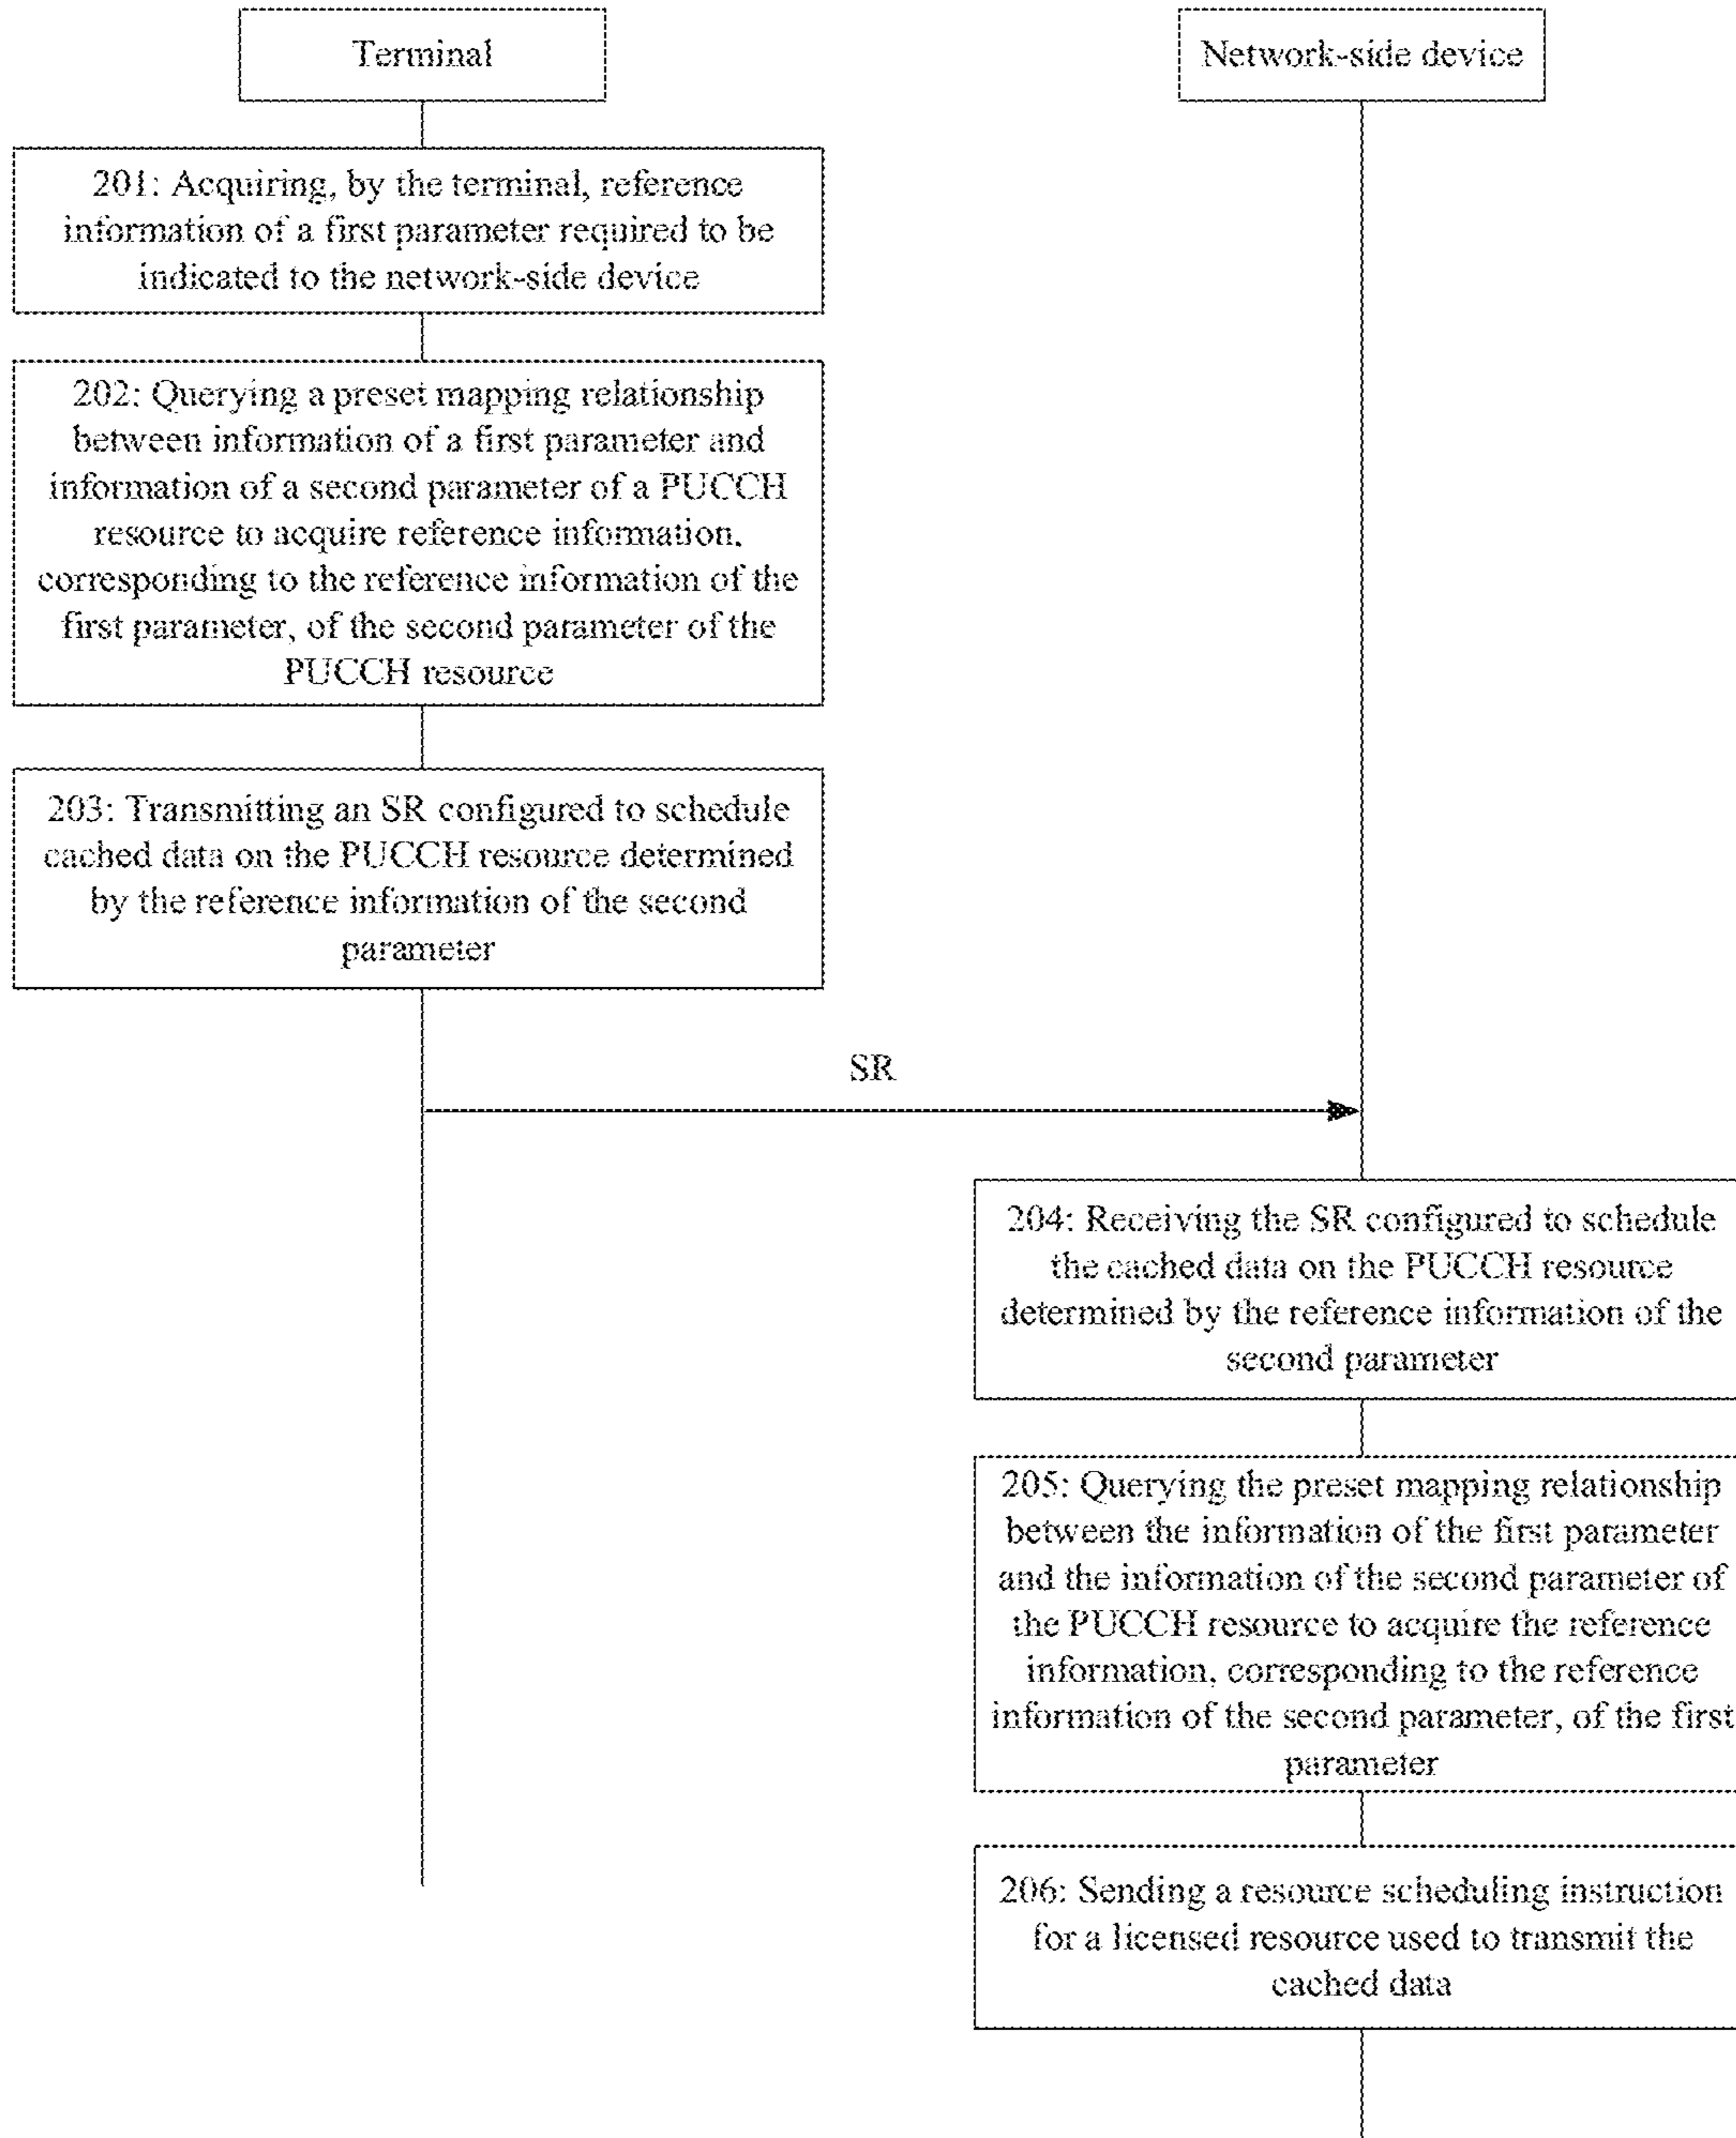 Terminal
Network-side device
201: Acquiring, by the terminal, reference
information of a first parameter required to be
indicated to the network-side device
202: Querying a preset mapping relationship
between information of a first parameter and
information of a second parameter of a PUCCH
resource to acquire reference information,
corresponding to the reference information of the
first parameter, of the second parameter of the
PUCCH resource
203: Transmitting an SR configured to schedule
cached data on the PUCCH resource determined
by the reference information of the second
parameter
SR
204: Receiving the SR configured to schedule
the cached data on the PUCCH resource
determined by the reference information of the
second parameter
205: Querying the preset mapping relationship
between the information of the first parameter
and the information of the second parameter of
the PUCCH resource to acquire the reference
information, corresponding to the reference
information of the second parameter, of the first
parameter
206: Sending a resource scheduling instruction
for a licensed resource used to transmit the
cached data